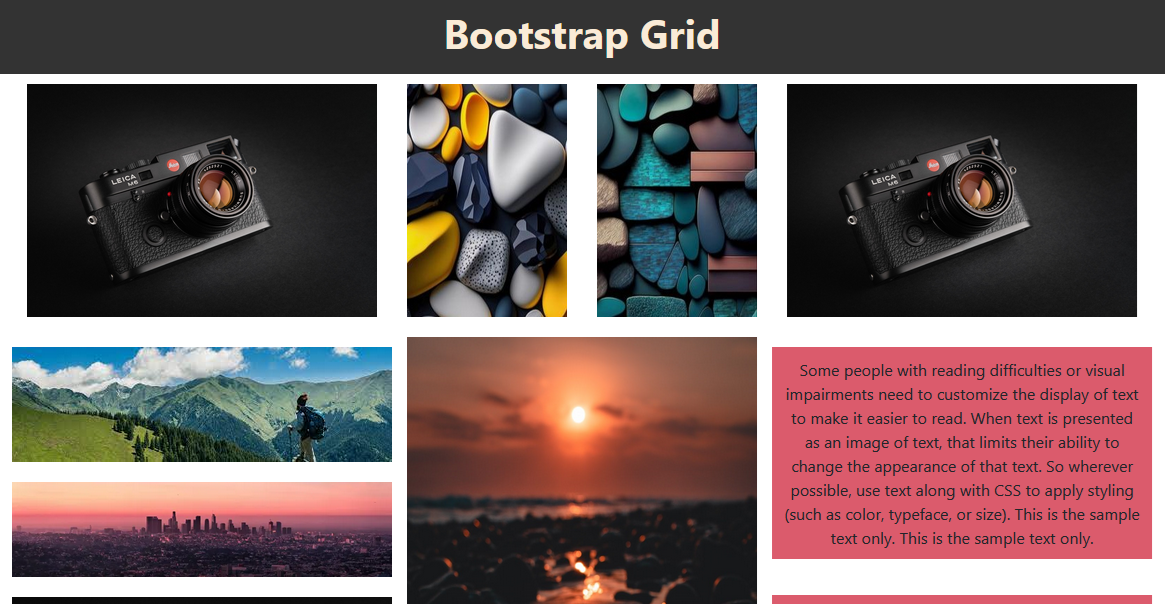 Bootstrap Grid
LEICA
M6
LEICA
M6
Some people with reading difficulties or visual
impairments need to customize the display of text
to make it easier to read. When text is presented
as an image of text, that limits their ability to
change the appearance of that text. So wherever
possible, use text along with CSS to apply styling
(such as color, typeface, or size). This is the sample
text only. This is the sample text only.